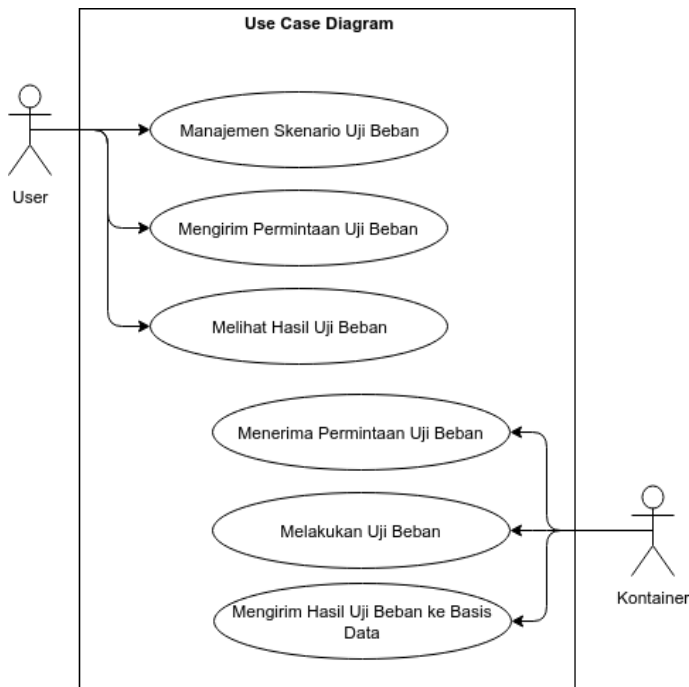 Use Case Diagram
Manajemen Skenario Uji Beban
User
Mengirim Permintaan Uji Beban
Melihat Hasil Uji Beban
Menerima Permintaan Uji Beban
Melakukan Uji Beban
Kontainer
Mengirim Hasil Uji Beban ke Basis
Data